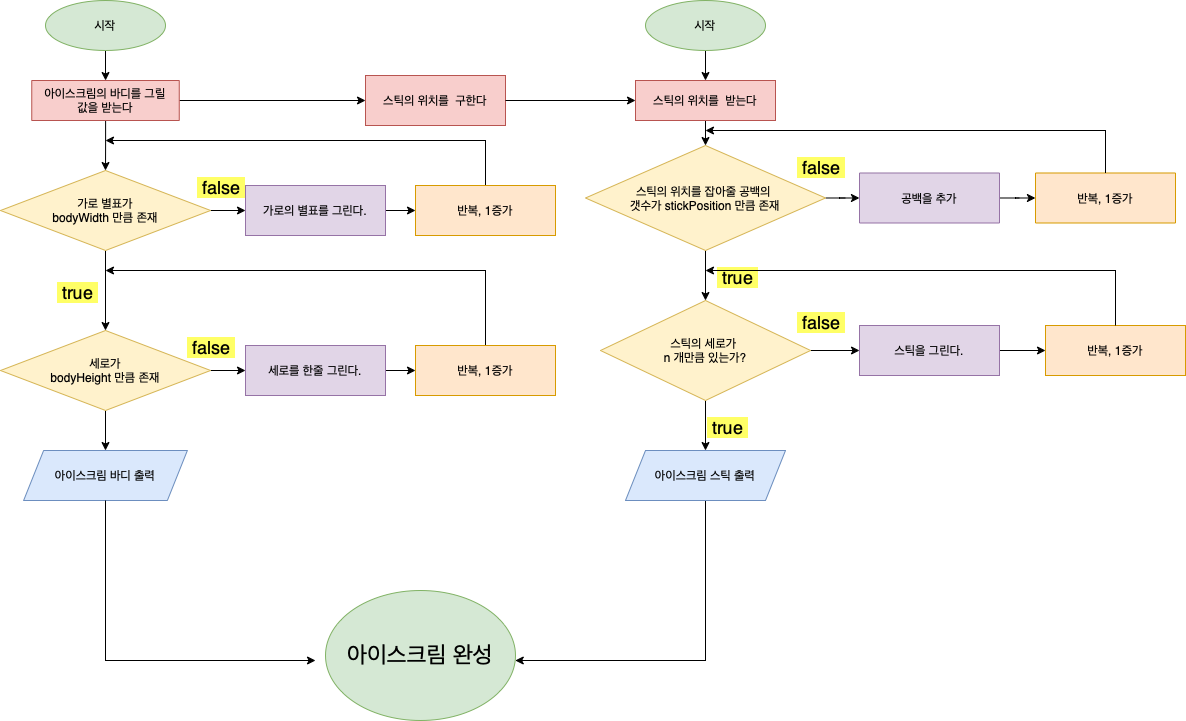 시작
아이스크림의 바디를 그릴
값을 받는다
스틱의 위치를 구한다
가로 별표가
bodyWidth 만큼 존재
false
가로의 별표를 그린다.
반복, 1증가
true
세로가
bodyHeight 만큼 존재
false
세로를 한줄 그린다.
반복, 1증가
아이스크림 바디 출력
시작
스틱의 위치를 받는다
스틱의 위치를 잡아줄 공백의
갯수가 stickPosition 만큼 존재
false
공백을 추가
반복, 1증가
true
스틱의 세로가
n 개만큼 있는가?
false
스틱을 그린다.
반복, 1증가
true
아이스크림 스틱 출력
아이스크림 완성